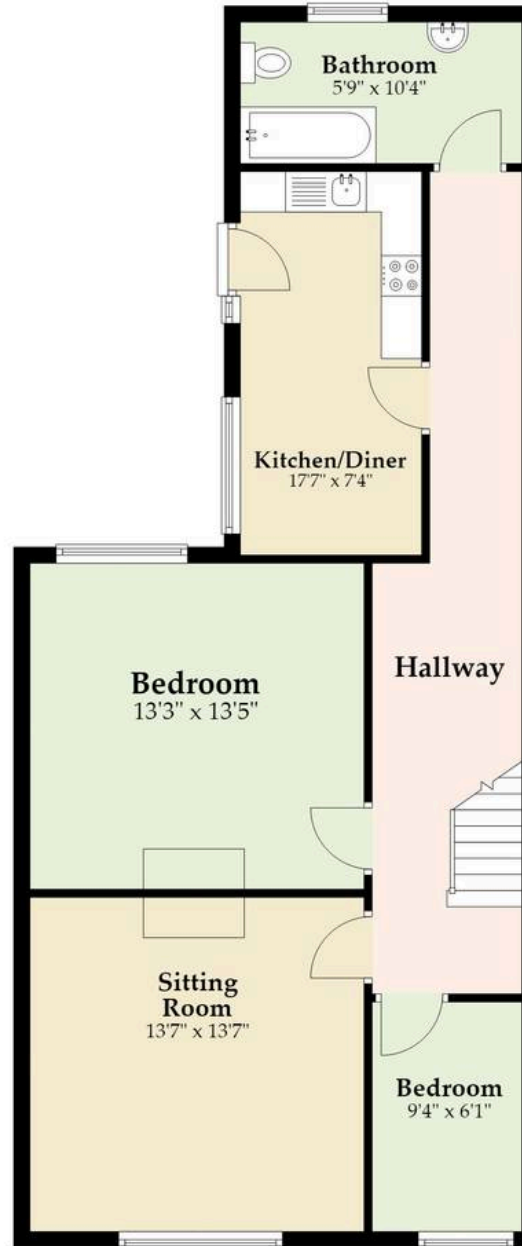 Bathroom
5'9" x 10'4"
Kitchen/Diner
17'7" x 7'4"
Bedroom
13'3" x 13'5"
Hallway
Sitting
Room
13'7" x 13'7"
Bedroom
9'4" x 6'1"